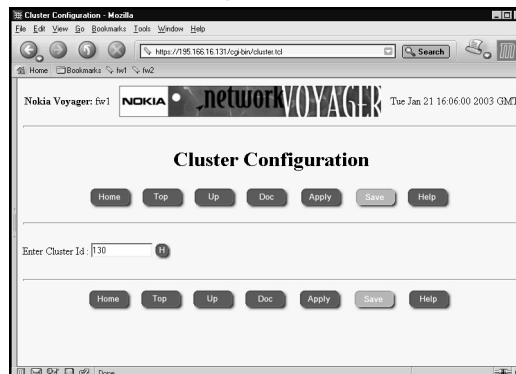 Cluster Configuration - Mozilla
File Edit View Go Bookmarks Tools Window Help
https://195.166.16.131/cgi-bin/cluster.tcl Search
Home Bookmarks fw1 fw2
Nokia Voyager: fw1 NOKIA network VOYAGER Tue Jan 21 16:06:00 2003 GMT
Cluster Configuration
Home Top Up Doc Apply Save Help
Enter Cluster Id : 130 H
Home Top Up Doc Apply Save Help
Done